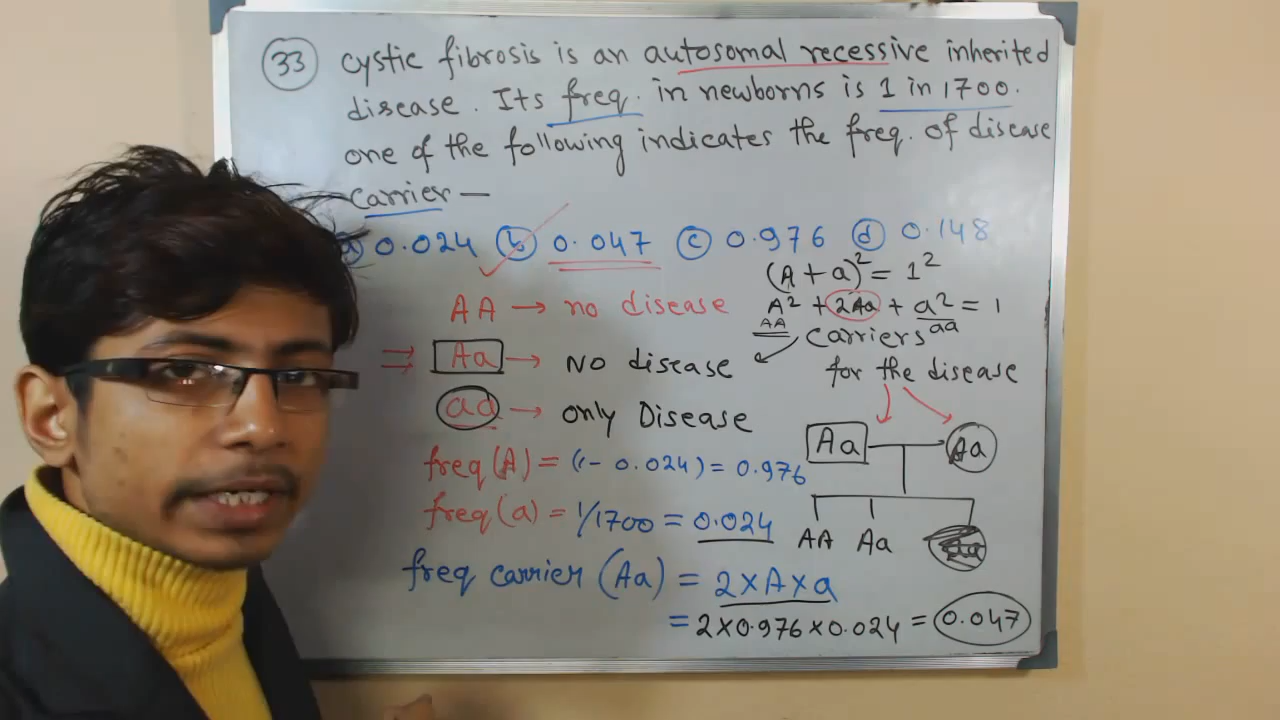 33 Cystic fibrosis is an autosomal recessive inherited
disease. Its freq. in newborns is 1 in 1700.
one of the following indicates the freq. of disease
Carrier —
a 0.024 b 0.047 c 0.976 d 0.148
(A + a)² = 1²
AA → no disease
A² + 2Aa + a² = 1
AA
aa
Carriers
for the disease
⇒ Aa → NO disease
aa → only Disease
Aa Aa
freq(A) = (1 - 0.024) = 0.976
freq(a) = 1/1700 = 0.024
AA Aa
freq carrier (Aa) = 2 × A × a
= 2 × 0.976 × 0.024 = 0.047